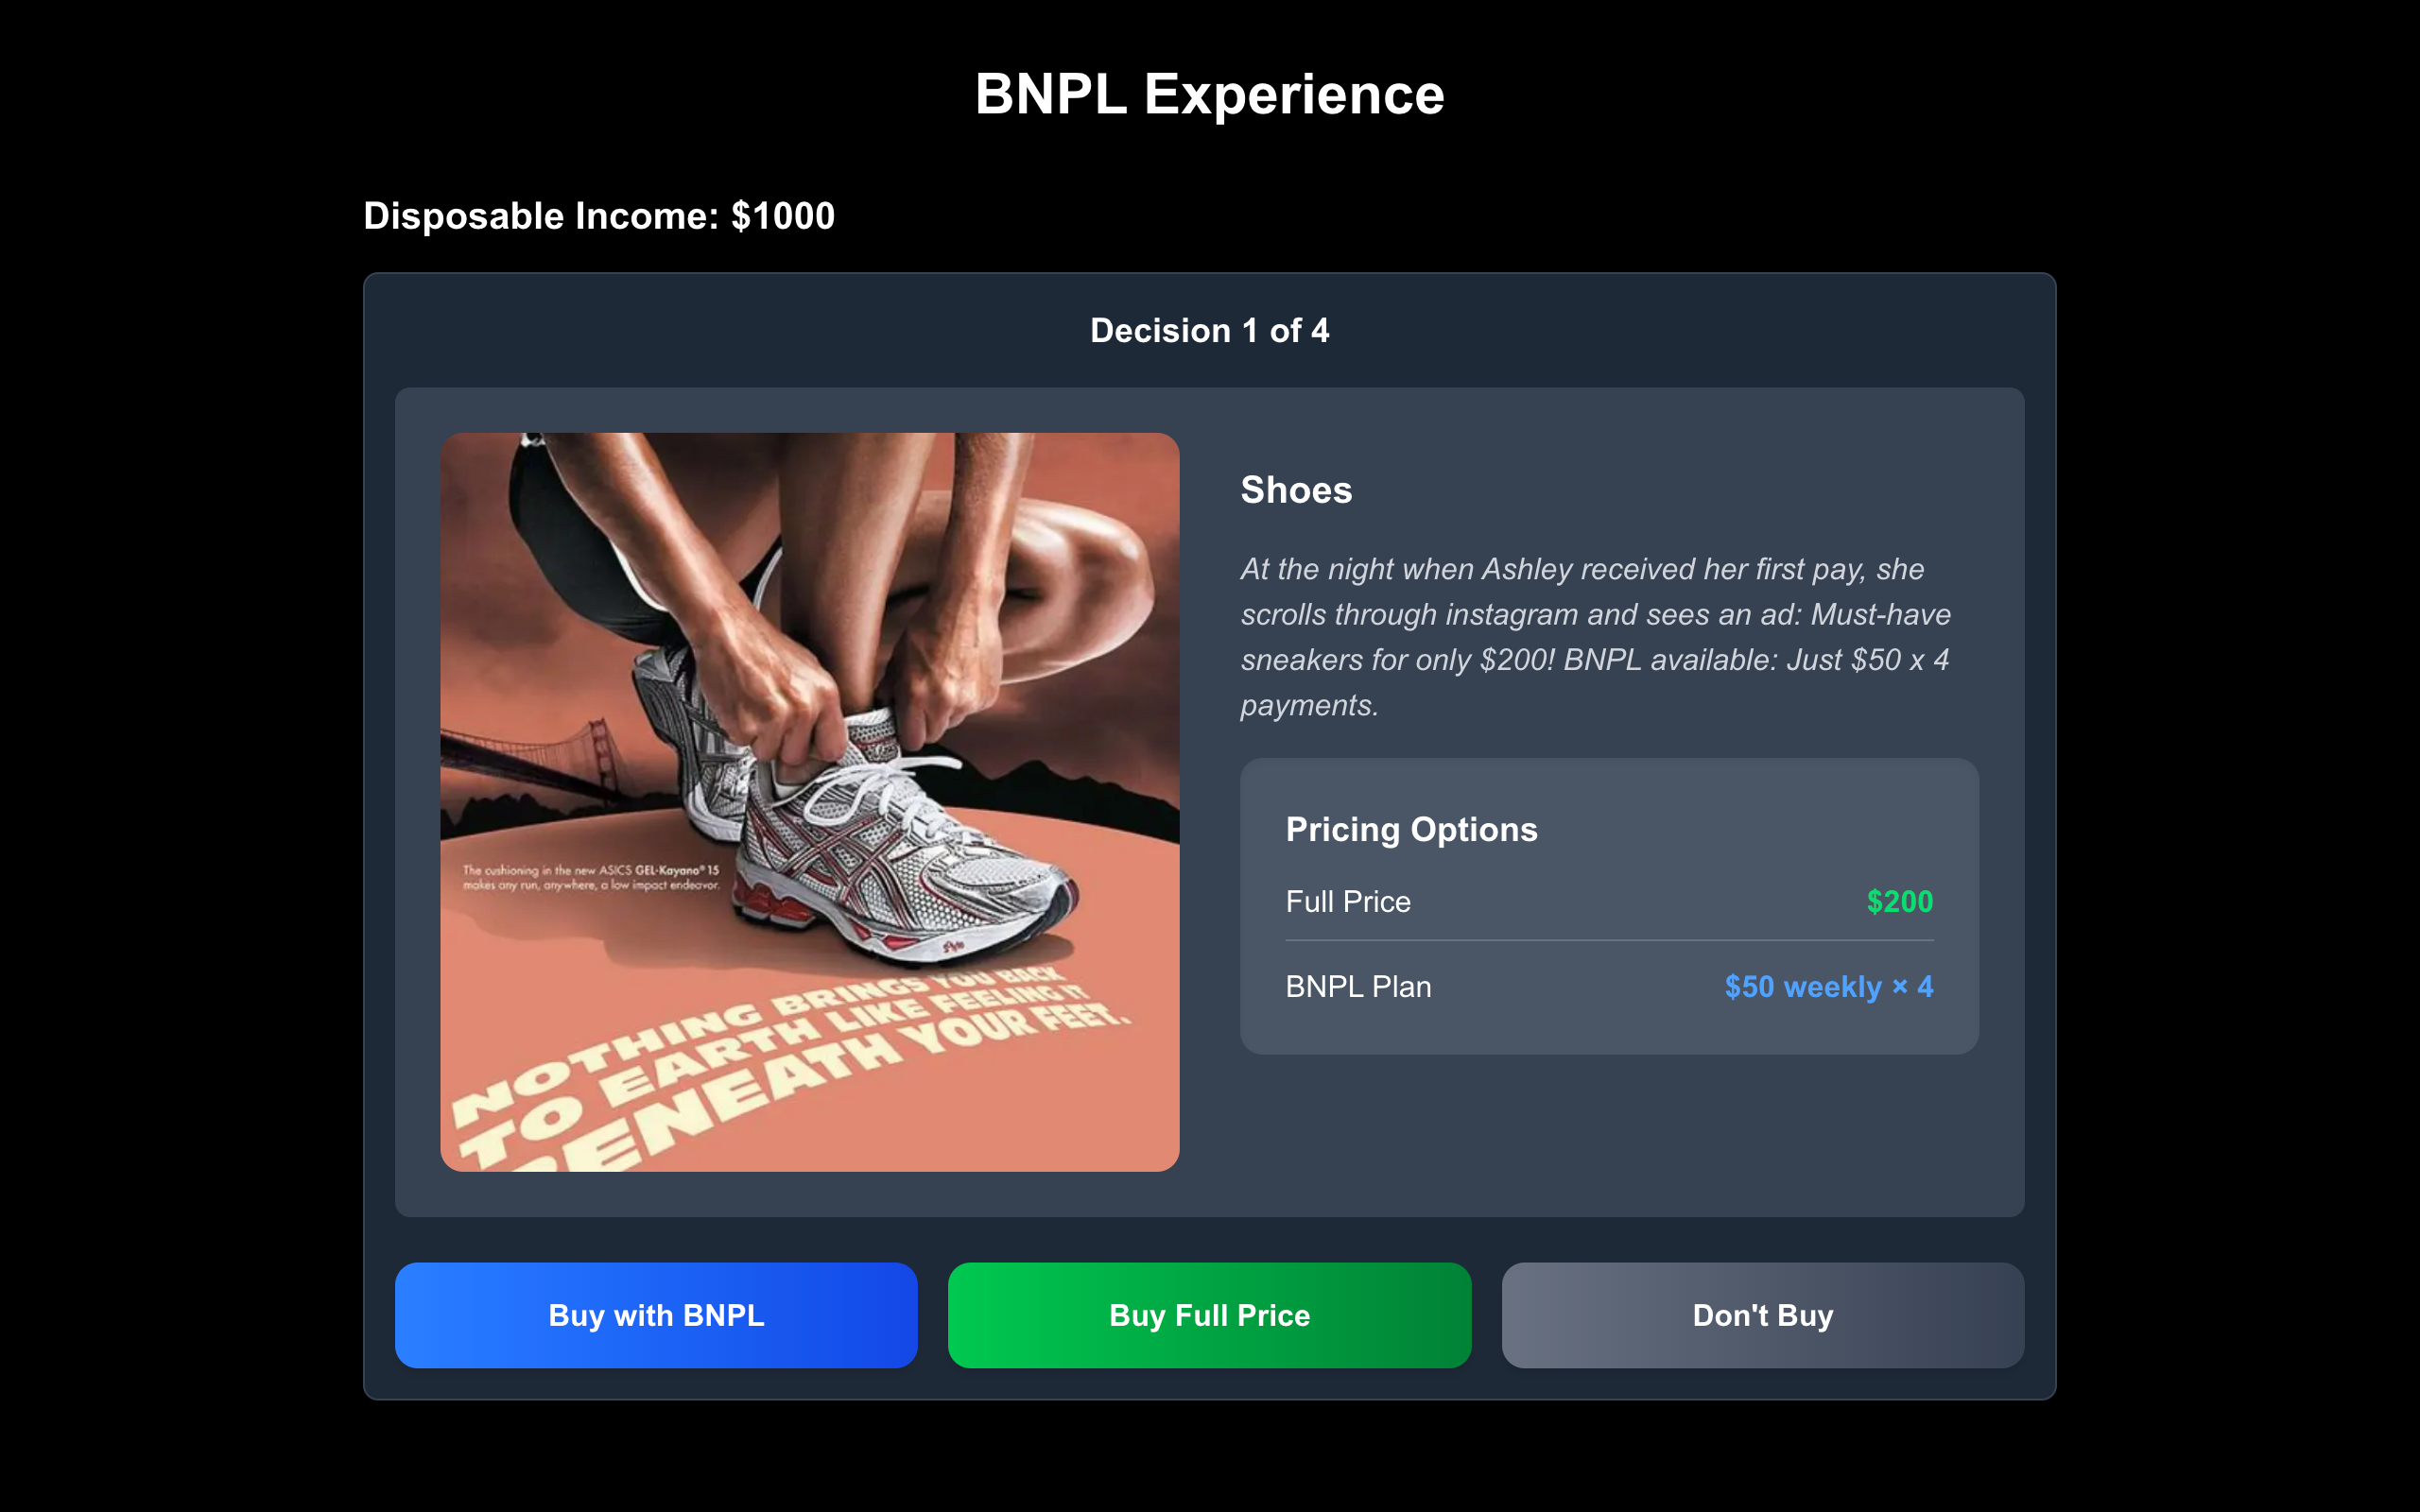 BNPL Experience
Disposable Income: $1000
Decision 1 of 4
Shoes
At the night when Ashley received her first pay, she
scrolls through instagram and sees an ad: Must-have
sneakers for only $200! BNPL available: Just $50 x 4
payments.
Pricing Options
Full Price $200
BNPL Plan $50 weekly × 4
The cushioning in the new ASICS GEL-Kayano® 15
makes any run, anywhere, a low impact endeavor.
NOTHING BRINGS YOU BACK
TO EARTH LIKE FEELING IT
BENEATH YOUR FEET.
Buy with BNPL
Buy Full Price
Don't Buy